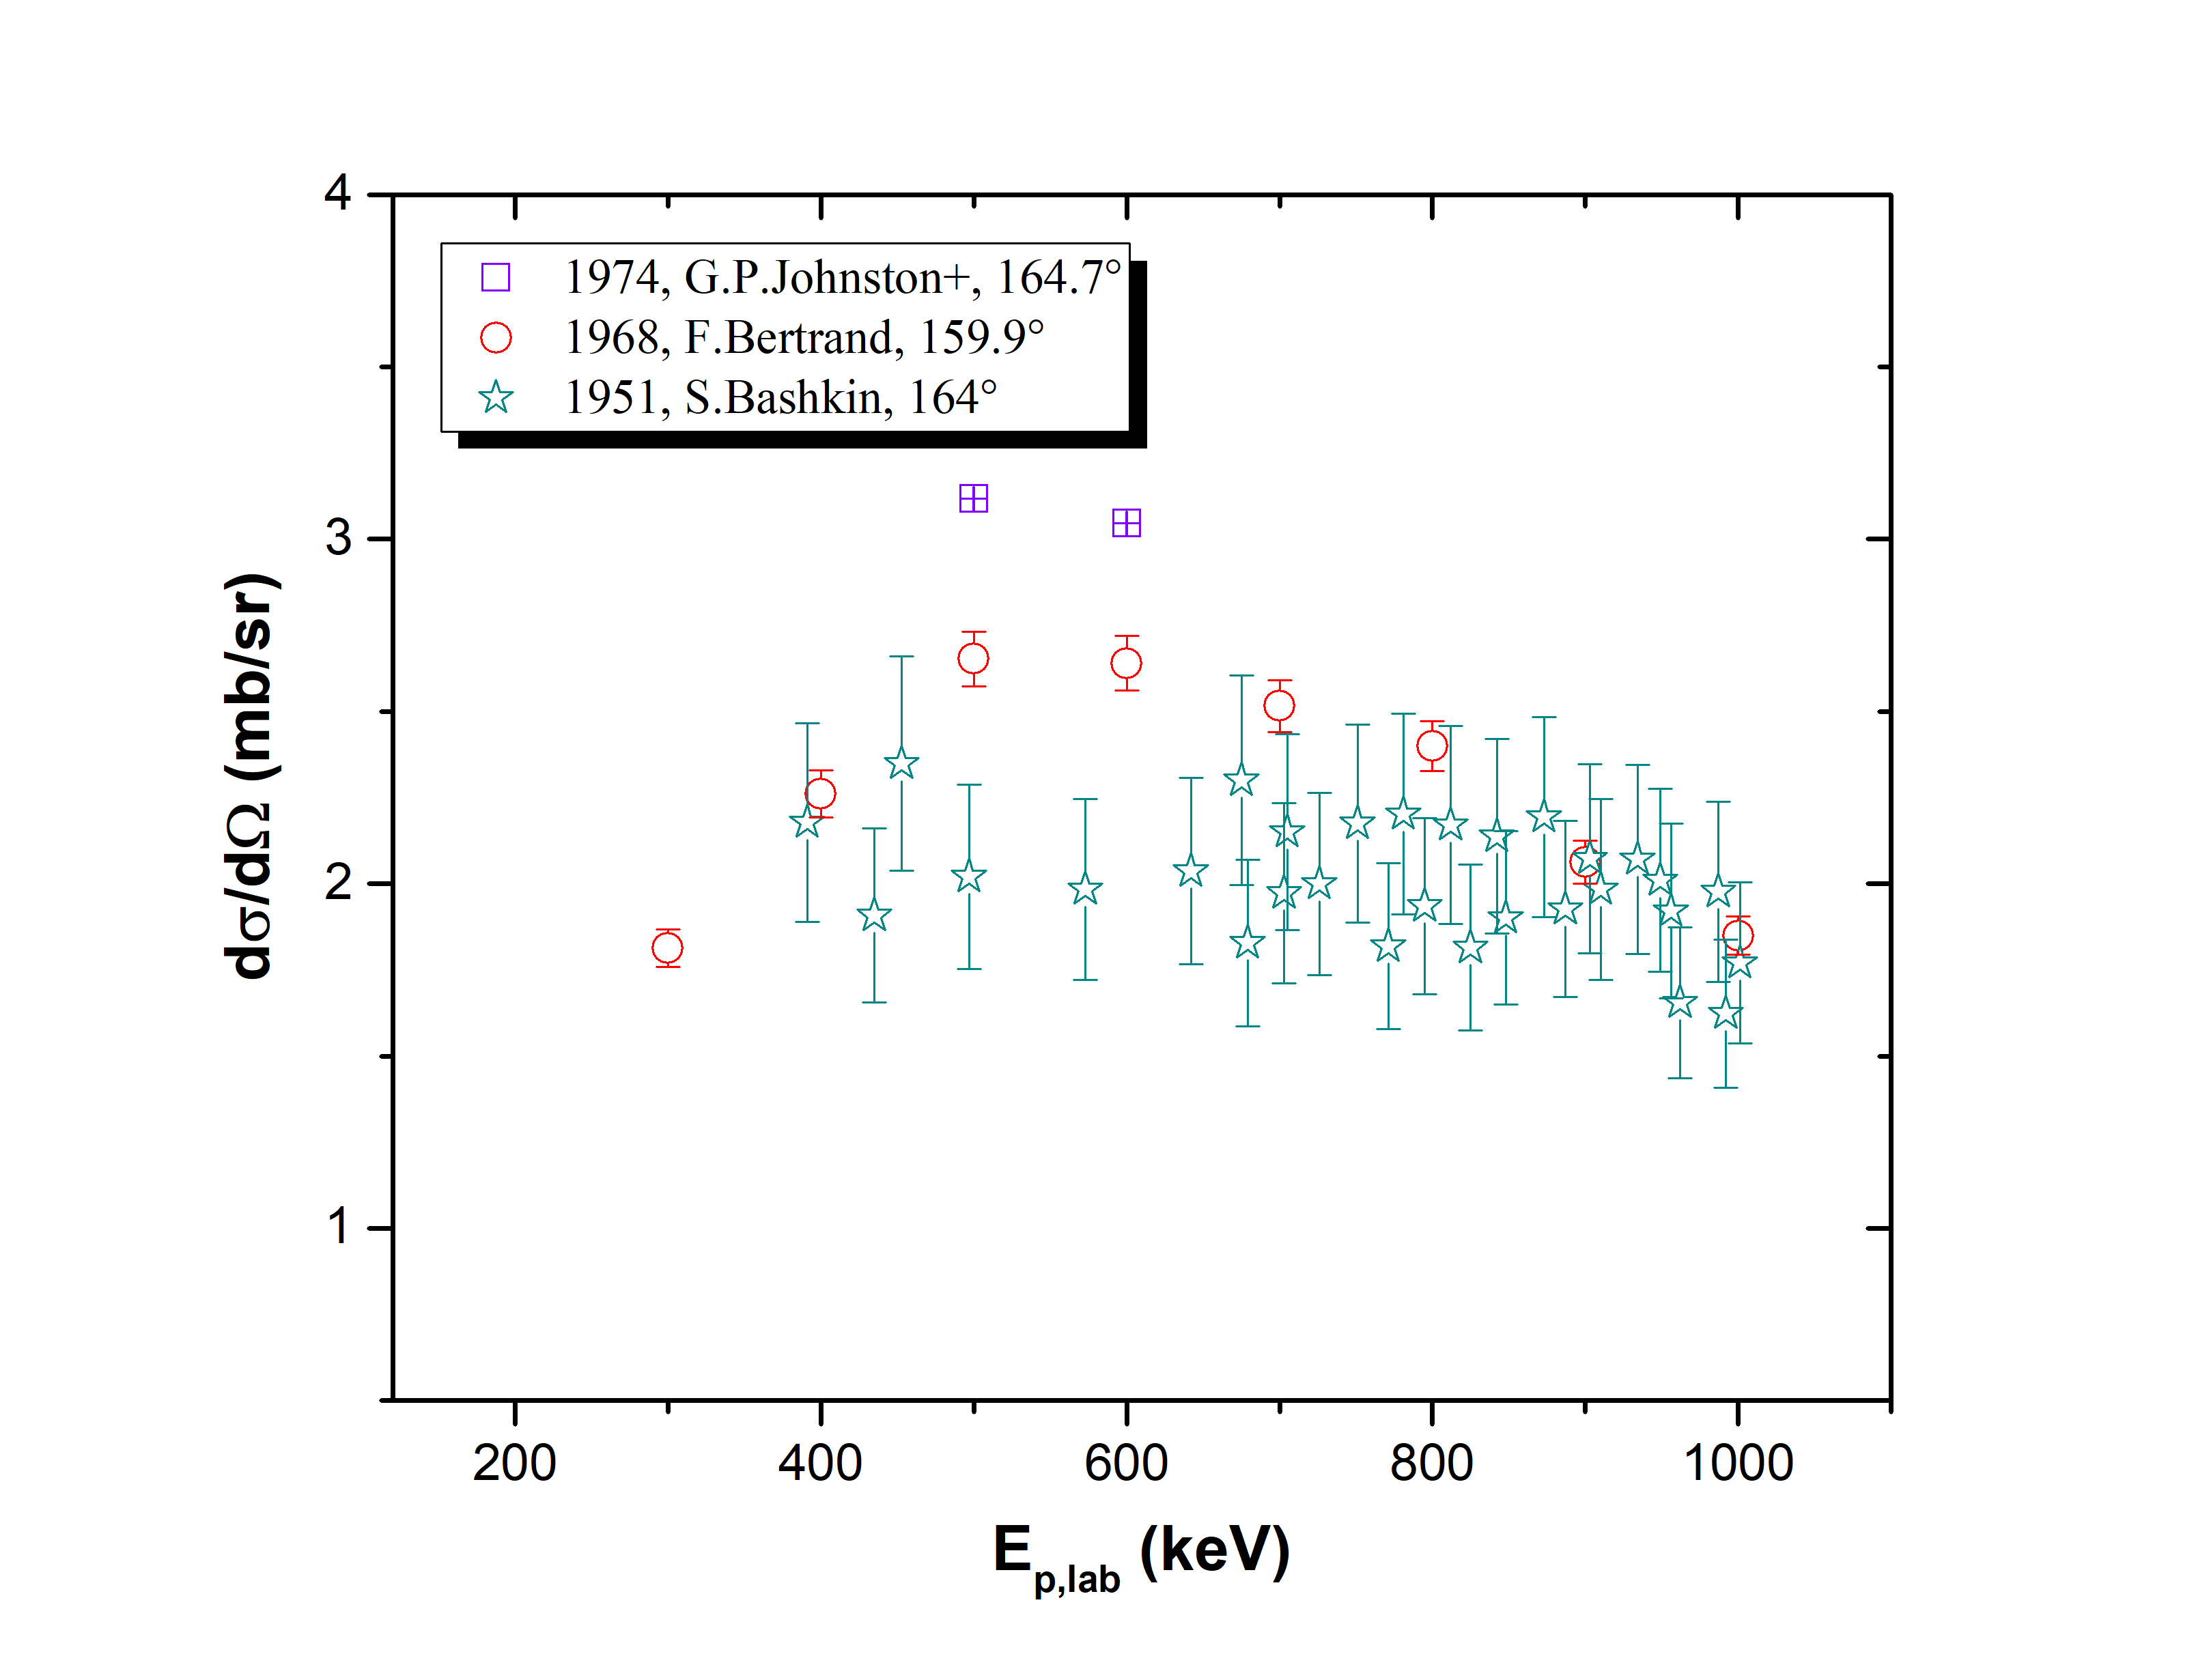 4
3
2
1
dσ/dΩ (mb/sr)
1974, G.P.Johnston+, 164.7°
1968, F.Bertrand, 159.9°
1951, S.Bashkin, 164°
200 400 600 800 1000
Ep,lab (keV)